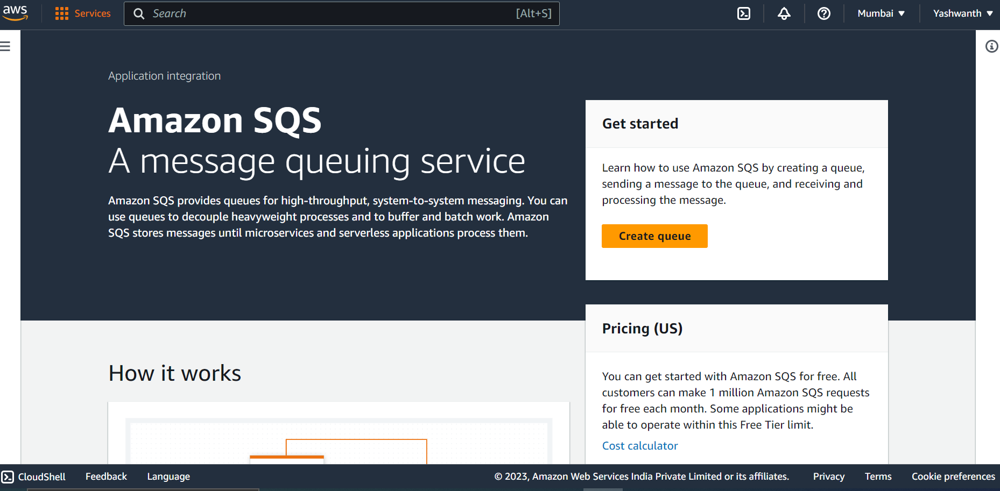 aws
Services
Search
[Alt+S]
Mumbai
Yashwanth
Application integration
Amazon SQS
A message queuing service
Amazon SQS provides queues for high-throughput, system-to-system messaging. You can
use queues to decouple heavyweight processes and to buffer and batch work. Amazon
SQS stores messages until microservices and serverless applications process them.
Get started
Learn how to use Amazon SQS by creating a queue,
sending a message to the queue, and receiving and
processing the message.
Create queue
Pricing (US)
You can get started with Amazon SQS for free. All
customers can make 1 million Amazon SQS requests
for free each month. Some applications might be
able to operate within this Free Tier limit.
Cost calculator
How it works
CloudShell
Feedback
Language
© 2023, Amazon Web Services India Private Limited or its affiliates.
Privacy
Terms
Cookie preferences